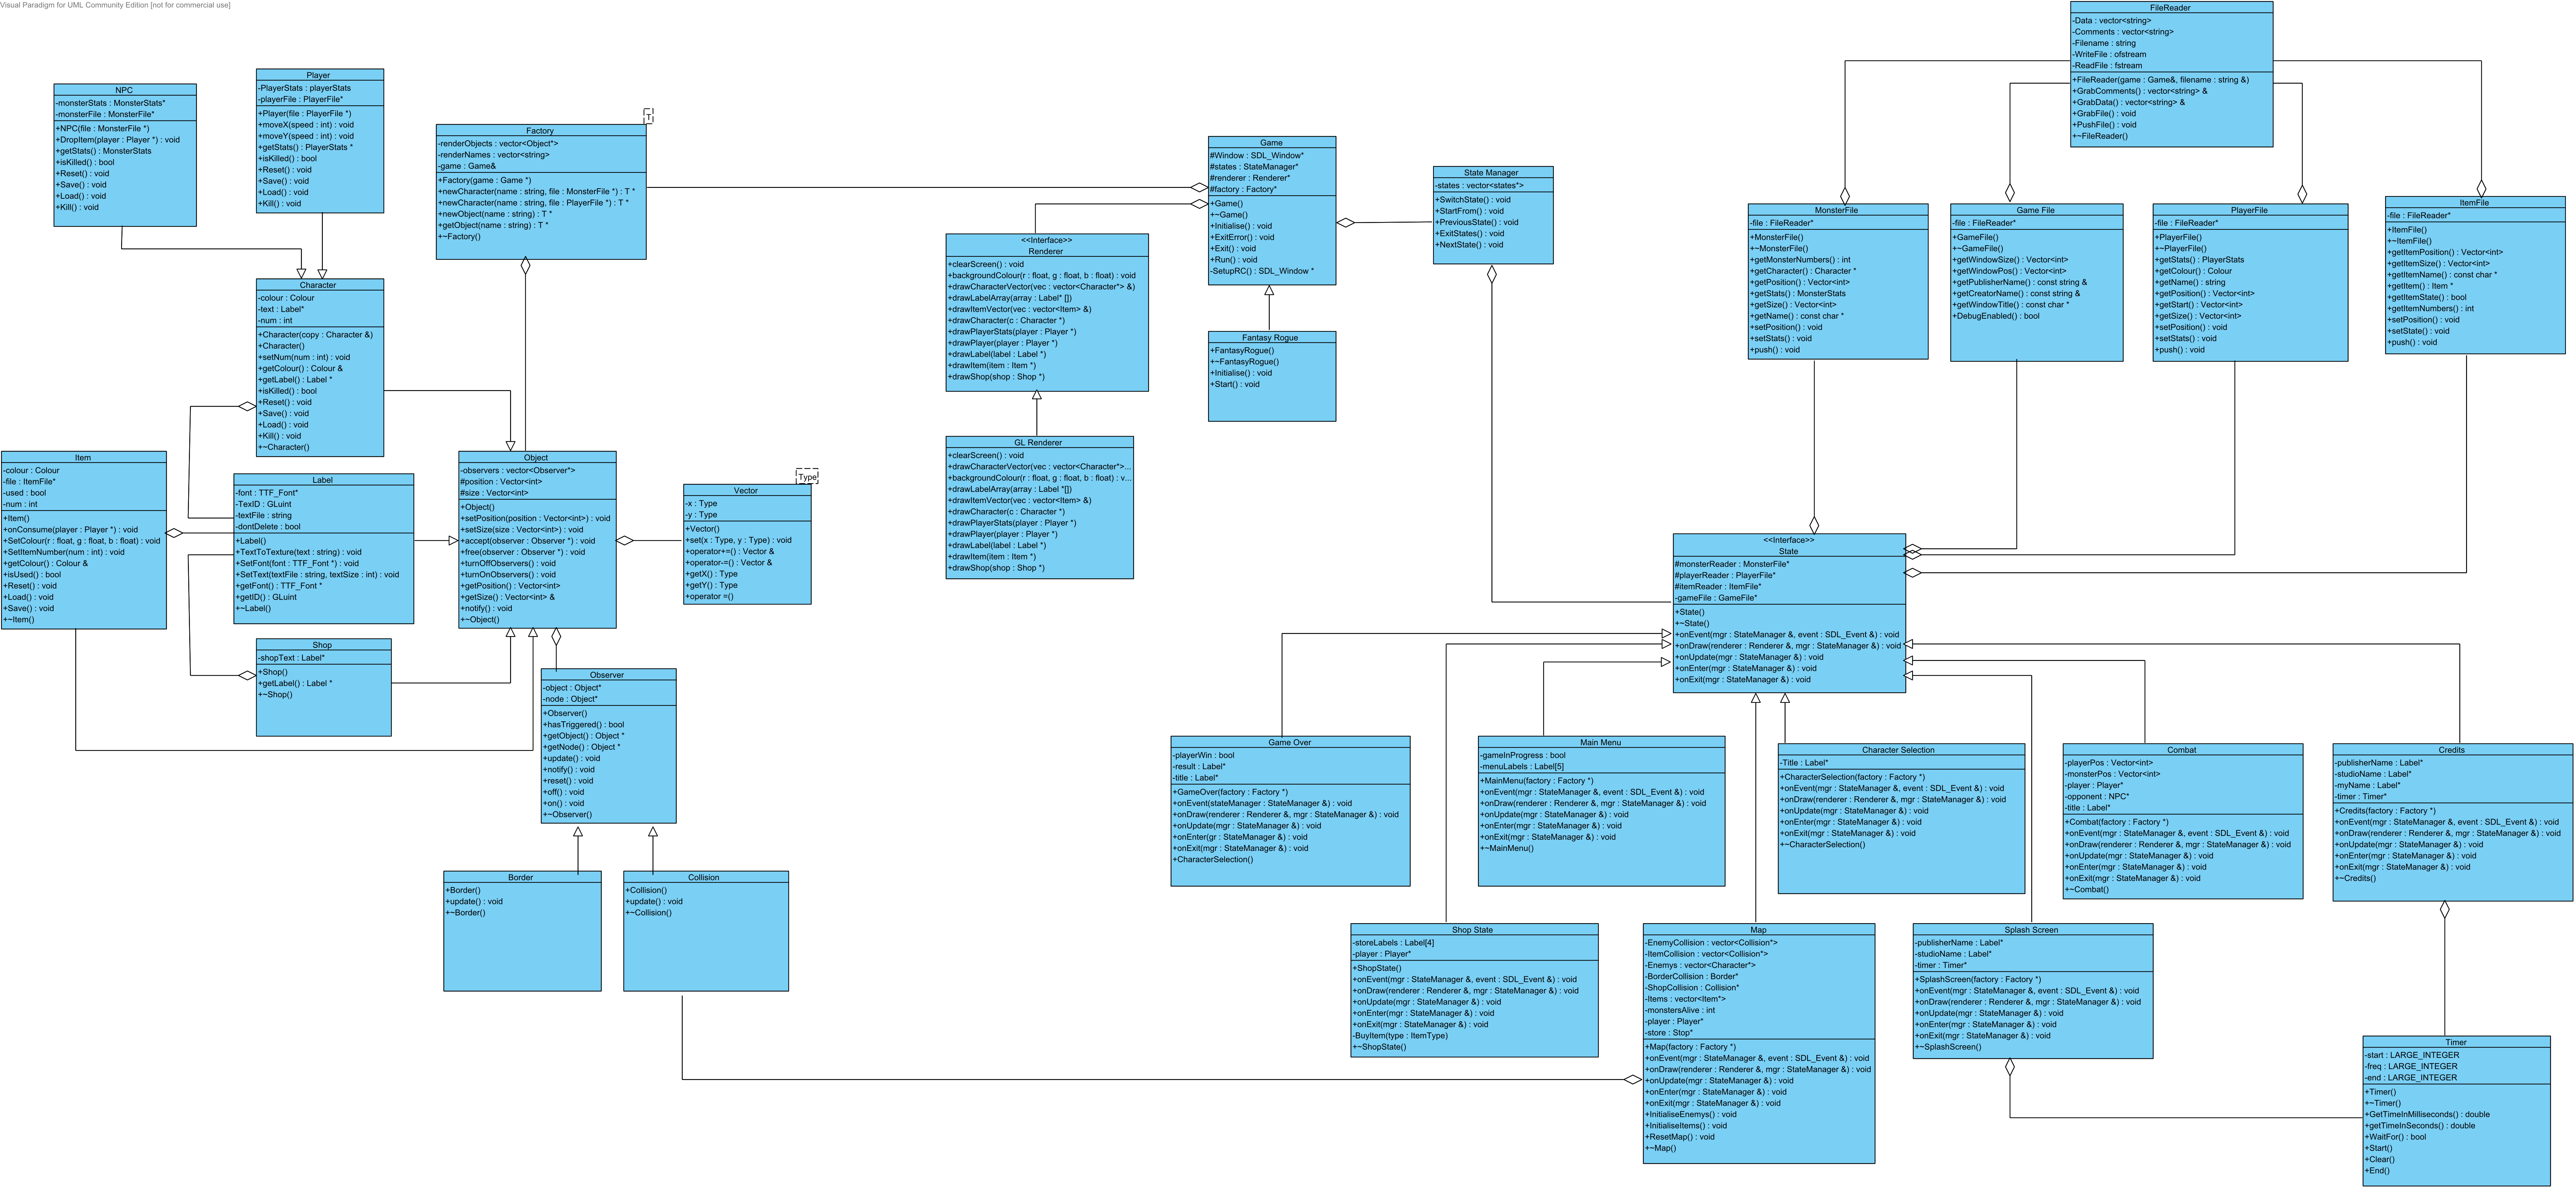 Visual Paradigm for UML Community Edition [not for commercial use]
FileReader
-Data : vector<string>
-Comments : vector<string>
-Filename : string
-WriteFile : ofstream
-ReadFile : fstream
+FileReader(game : Game&, filename : string &)
+GrabComments() : vector<string> &
+GrabData() : vector<string> &
+GrabFile() : void
+PushFile() : void
+~FileReader()
NPC
-monsterStats : MonsterStats*
-monsterFile : MonsterFile*
+NPC(file : MonsterFile *)
+DropItem(player : Player *) : void
+getStats() : MonsterStats
+isKilled() : bool
+Reset() : void
+Save() : void
+Load() : void
+Kill() : void
Player
-PlayerStats : playerStats
-playerFile : PlayerFile*
+Player(file : PlayerFile *)
+moveX(speed : int) : void
+moveY(speed : int) : void
+getStats() : PlayerStats *
+isKilled() : bool
+Reset() : void
+Save() : void
+Load() : void
+Kill() : void
T
Factory
-renderObjects : vector<Object*>
-renderNames : vector<string>
-game : Game&
+Factory(game : Game *)
+newCharacter(name : string, file : MonsterFile *) : T *
+newCharacter(name : string, file : PlayerFile *) : T *
+newObject(name : string) : T *
+getObject(name : string) : T *
+~Factory()
Game
#Window : SDL_Window*
#states : StateManager*
#renderer : Renderer*
#factory : Factory*
+Game()
+~Game()
+Initialise() : void
+ExitError() : void
+Exit() : void
+Run() : void
-SetupRC() : SDL_Window *
State Manager
-states : vector<states*>
+SwitchState() : void
+StartFrom() : void
+PreviousState() : void
+ExitStates() : void
+NextState() : void
MonsterFile
-file : FileReader*
+MonsterFile()
+~MonsterFile()
+getMonsterNumbers() : int
+getCharacter() : Character *
+getPosition() : Vector<int>
+getStats() : MonsterStats
+getSize() : Vector<int>
+getName() : const char *
+setPosition() : void
+setStats() : void
+push() : void
Game File
-file : FileReader*
+GameFile()
+~GameFile()
+getWindowSize() : Vector<int>
+getWindowPos() : Vector<int>
+getPublisherName() : const string &
+getCreatorName() : const string &
+getWindowTitle() : const char *
+DebugEnabled() : bool
PlayerFile
-file : FileReader*
+PlayerFile()
+~PlayerFile()
+getStats() : PlayerStats
+getColour() : Colour
+getName() : string
+getPosition() : Vector<int>
+getStart() : Vector<int>
+getSize() : Vector<int>
+setPosition() : void
+setStats() : void
+push() : void
ItemFile
-file : FileReader*
+ItemFile()
+~ItemFile()
+getItemPosition() : Vector<int>
+getItemSize() : Vector<int>
+getItemName() : const char *
+getItem() : Item *
+getItemState() : bool
+getItemNumbers() : int
+setPosition() : void
+setState() : void
+push() : void
<<Interface>>
Renderer
+clearScreen() : void
+backgroundColour(r : float, g : float, b : float) : void
+drawCharacterVector(vec : vector<Character*> &)
+drawLabelArray(array : Label* [])
+drawItemVector(vec : vector<Item> &)
+drawCharacter(c : Character *)
+drawPlayerStats(player : Player *)
+drawPlayer(player : Player *)
+drawLabel(label : Label *)
+drawItem(item : Item *)
+drawShop(shop : Shop *)
Fantasy Rogue
+FantasyRogue()
+~FantasyRogue()
+Initialise() : void
+Start() : void
Character
-colour : Colour
-text : Label*
-num : int
+Character(copy : Character &)
+Character()
+setNum(num : int) : void
+getColour() : Colour &
+getLabel() : Label *
+isKilled() : bool
+Reset() : void
+Save() : void
+Load() : void
+Kill() : void
+~Character()
GL Renderer
+clearScreen() : void
+drawCharacterVector(vec : vector<Character*>...
+backgroundColour(r : float, g : float, b : float) : v...
+drawLabelArray(array : Label *[])
+drawItemVector(vec : vector<Item> &)
+drawCharacter(c : Character *)
+drawPlayerStats(player : Player *)
+drawPlayer(player : Player *)
+drawLabel(label : Label *)
+drawItem(item : Item *)
+drawShop(shop : Shop *)
Item
-colour : Colour
-file : ItemFile*
-used : bool
-num : int
+Item()
+onConsume(player : Player *) : void
+SetColour(r : float, g : float, b : float) : void
+SetItemNumber(num : int) : void
+getColour() : Colour &
+isUsed() : bool
+Reset() : void
+Load() : void
+Save() : void
+~Item()
Label
-font : TTF_Font*
-TexID : GLuint
-textFile : string
-dontDelete : bool
+Label()
+TextToTexture(text : string) : void
+SetFont(font : TTF_Font *) : void
+SetText(textFile : string, textSize : int) : void
+getFont() : TTF_Font *
+getID() : GLuint
+~Label()
Object
-observers : vector<Observer*>
#position : Vector<int>
#size : Vector<int>
+Object()
+setPosition(position : Vector<int>) : void
+setSize(size : Vector<int>) : void
+accept(observer : Observer *) : void
+free(observer : Observer *) : void
+turnOffObservers() : void
+turnOnObservers() : void
+getPosition() : Vector<int>
+getSize() : Vector<int> &
+notify() : void
+~Object()
Type
Vector
-x : Type
-y : Type
+Vector()
+set(x : Type, y : Type) : void
+operator+=() : Vector &
+operator-=() : Vector &
+getX() : Type
+getY() : Type
+operator =()
<<Interface>>
State
#monsterReader : MonsterFile*
#playerReader : PlayerFile*
#itemReader : ItemFile*
-gameFile : GameFile*
+State()
+~State()
+onEvent(mgr : StateManager &, event : SDL_Event &) : void
+onDraw(renderer : Renderer &, mgr : StateManager &) : void
+onUpdate(mgr : StateManager &) : void
+onEnter(mgr : StateManager &) : void
+onExit(mgr : StateManager &) : void
Shop
-shopText : Label*
+Shop()
+getLabel() : Label *
+~Shop()
Observer
-object : Object*
-node : Object*
+Observer()
+hasTriggered() : bool
+getObject() : Object *
+getNode() : Object *
+update() : void
+notify() : void
+reset() : void
+off() : void
+on() : void
+~Observer()
Game Over
-playerWin : bool
-result : Label*
-title : Label*
+GameOver(factory : Factory *)
+onEvent(stateManager : StateManager &) : void
+onDraw(renderer : Renderer &, mgr : StateManager &) : void
+onUpdate(mgr : StateManager &) : void
+onEnter(gr : StateManager &) : void
+onExit(mgr : StateManager &) : void
+CharacterSelection()
Main Menu
-gameInProgress : bool
-menuLabels : Label[5]
+MainMenu(factory : Factory *)
+onEvent(mgr : StateManager &, event : SDL_Event &) : void
+onDraw(renderer : Renderer &, mgr : StateManager &) : void
+onUpdate(mgr : StateManager &) : void
+onEnter(mgr : StateManager &) : void
+onExit(mgr : StateManager &) : void
+~MainMenu()
Character Selection
-Title : Label*
+CharacterSelection(factory : Factory *)
+onEvent(mgr : StateManager &, event : SDL_Event &) : void
+onDraw(renderer : Renderer &, mgr : StateManager &) : void
+onUpdate(mgr : StateManager &) : void
+onEnter(mgr : StateManager &) : void
+onExit(mgr : StateManager &) : void
+~CharacterSelection()
Combat
-playerPos : Vector<int>
-monsterPos : Vector<int>
-player : Player*
-opponent : NPC*
-title : Label*
+Combat(factory : Factory *)
+onEvent(mgr : StateManager &, event : SDL_Event &) : void
+onDraw(renderer : Renderer &, mgr : StateManager &) : void
+onUpdate(mgr : StateManager &) : void
+onEnter(mgr : StateManager &) : void
+onExit(mgr : StateManager &) : void
+~Combat()
Credits
-publisherName : Label*
-studioName : Label*
-myName : Label*
-timer : Timer*
+Credits(factory : Factory *)
+onEvent(mgr : StateManager &, event : SDL_Event &) : void
+onDraw(renderer : Renderer &, mgr : StateManager &) : void
+onUpdate(mgr : StateManager &) : void
+onEnter(mgr : StateManager &) : void
+onExit(mgr : StateManager &) : void
+~Credits()
Border
+Border()
+update() : void
+~Border()
Collision
+Collision()
+update() : void
+~Collision()
Shop State
-storeLabels : Label[4]
-player : Player*
+ShopState()
+onEvent(mgr : StateManager &, event : SDL_Event &) : void
+onDraw(renderer : Renderer &, mgr : StateManager &) : void
+onUpdate(mgr : StateManager &) : void
+onEnter(mgr : StateManager &) : void
+onExit(mgr : StateManager &) : void
-BuyItem(type : ItemType)
+~ShopState()
Map
-EnemyCollision : vector<Collision*>
-ItemCollision : vector<Collision*>
-Enemys : vector<Character*>
-BorderCollision : Border*
-ShopCollision : Collision*
-Items : vector<Item*>
-monstersAlive : int
-player : Player*
-store : Stop*
+Map(factory : Factory *)
+onEvent(mgr : StateManager &, event : SDL_Event &) : void
+onDraw(renderer : Renderer &, mgr : StateManager &) : void
+onUpdate(mgr : StateManager &) : void
+onEnter(mgr : StateManager &) : void
+onExit(mgr : StateManager &) : void
+InitialiseEnemys() : void
+InitialiseItems() : void
+ResetMap() : void
+~Map()
Splash Screen
-publisherName : Label*
-studioName : Label*
-timer : Timer*
+SplashScreen(factory : Factory *)
+onEvent(mgr : StateManager &, event : SDL_Event &) : void
+onDraw(renderer : Renderer &, mgr : StateManager &) : void
+onUpdate(mgr : StateManager &) : void
+onEnter(mgr : StateManager &) : void
+onExit(mgr : StateManager &) : void
+~SplashScreen()
Timer
-start : LARGE_INTEGER
-freq : LARGE_INTEGER
-end : LARGE_INTEGER
+Timer()
+~Timer()
+GetTimeInMilliseconds() : double
+getTimeInSeconds() : double
+WaitFor() : bool
+Start()
+Clear()
+End()